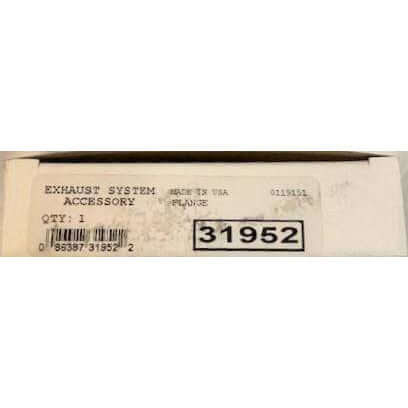 EXHAUST SYSTEM
ACCESSORY
MADE IN USA
FLANGE
0119151
QTY: 1
31952
0 86387 31952 2